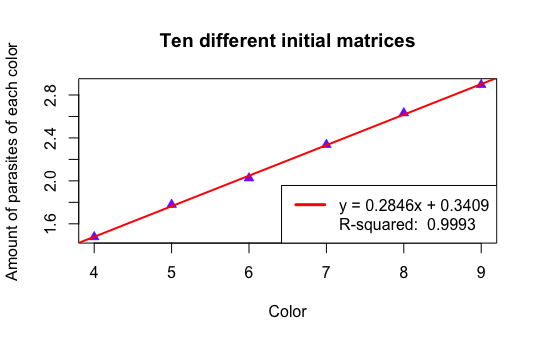 Ten different initial matrices
Amount of parasites of each color
2.8
2.4
2.0
1.6
y = 0.2846x + 0.3409
R-squared:  0.9993
4 5 6 7 8 9
Color